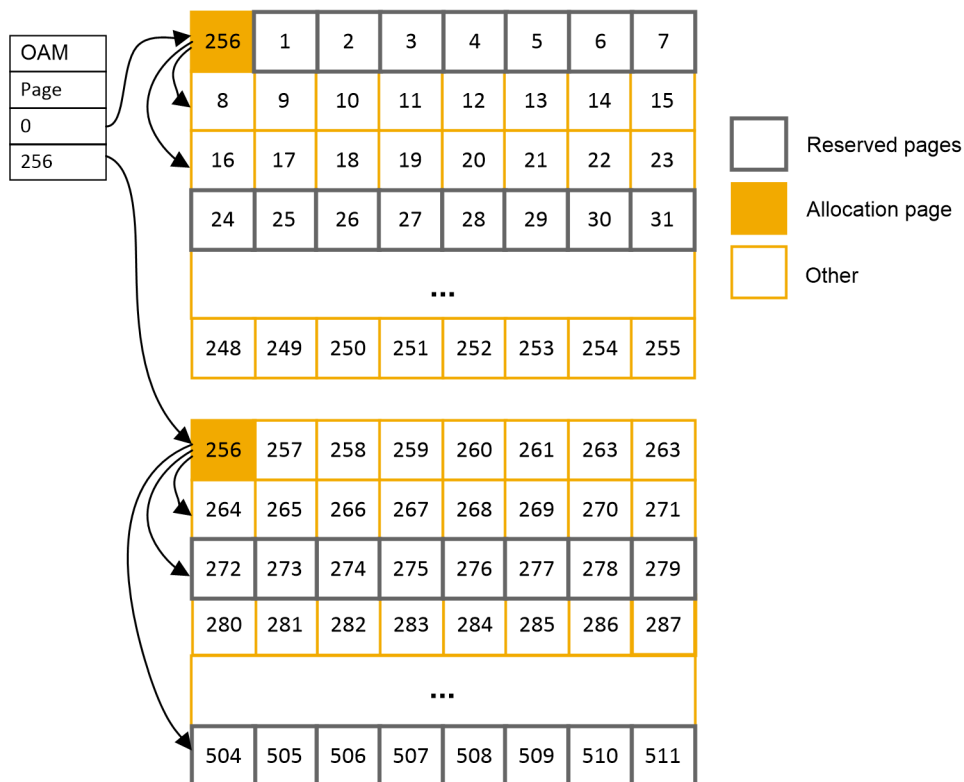 OAM
Page
0
256
256 1 2 3 4 5 6 7
8 9 10 11 12 13 14 15
16 17 18 19 20 21 22 23
24 25 26 27 28 29 30 31
...
248 249 250 251 252 253 254 255
256 257 258 259 260 261 263 263
264 265 266 267 268 269 270 271
272 273 274 275 276 277 278 279
280 281 282 283 284 285 286 287
...
504 505 506 507 508 509 510 511
Reserved pages
Allocation page
Other